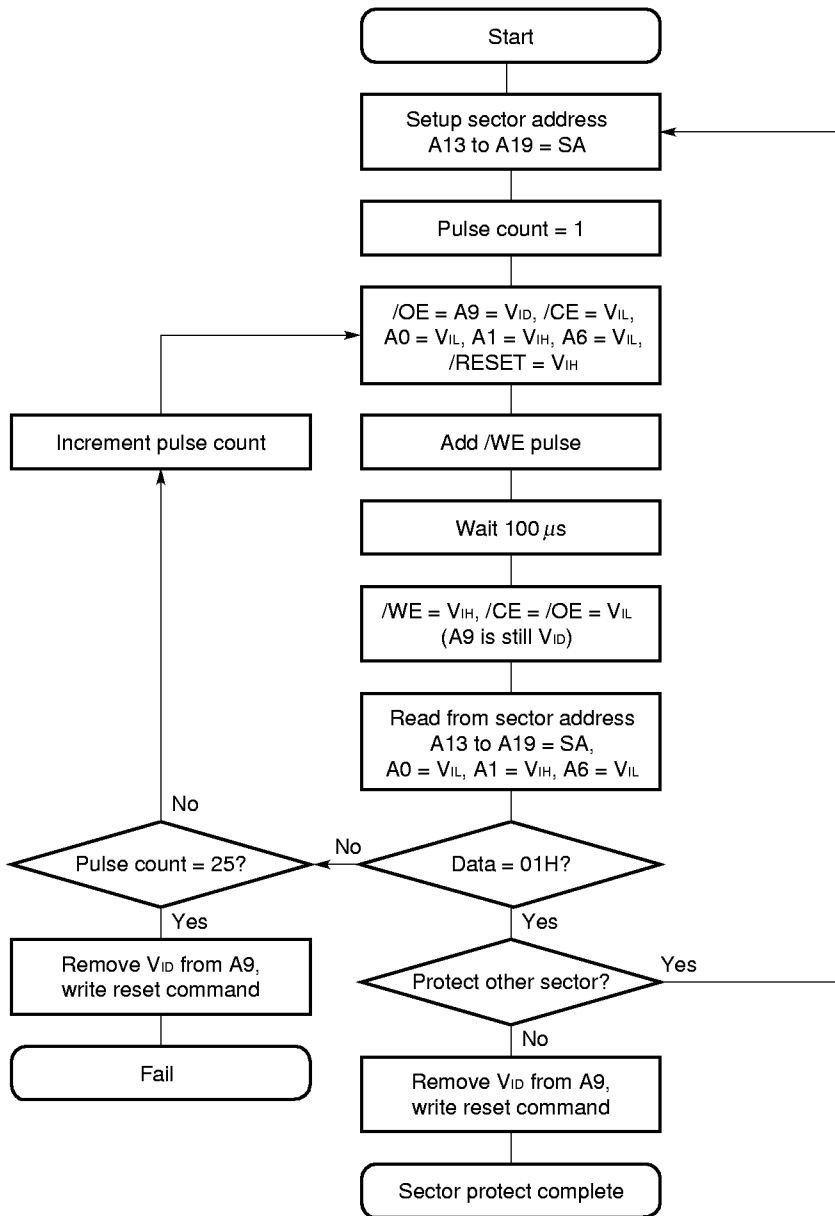 Start
Setup sector address
A13 to A19 = SA
Pulse count = 1
/OE = A9 = VID, /CE = VIL,
A0 = VIL, A1 = VIH, A6 = VIL,
/RESET = VIH
Increment pulse count
Add /WE pulse
Wait 100 μs
/WE = VIH, /CE = /OE = VIL
(A9 is still VID)
Read from sector address
A13 to A19 = SA,
A0 = VIL, A1 = VIH, A6 = VIL
No
Pulse count = 25?
No
Data = 01H?
Yes
Yes
Remove VID from A9,
write reset command
Protect other sector?
Yes
Fail
No
Remove VID from A9,
write reset command
Sector protect complete